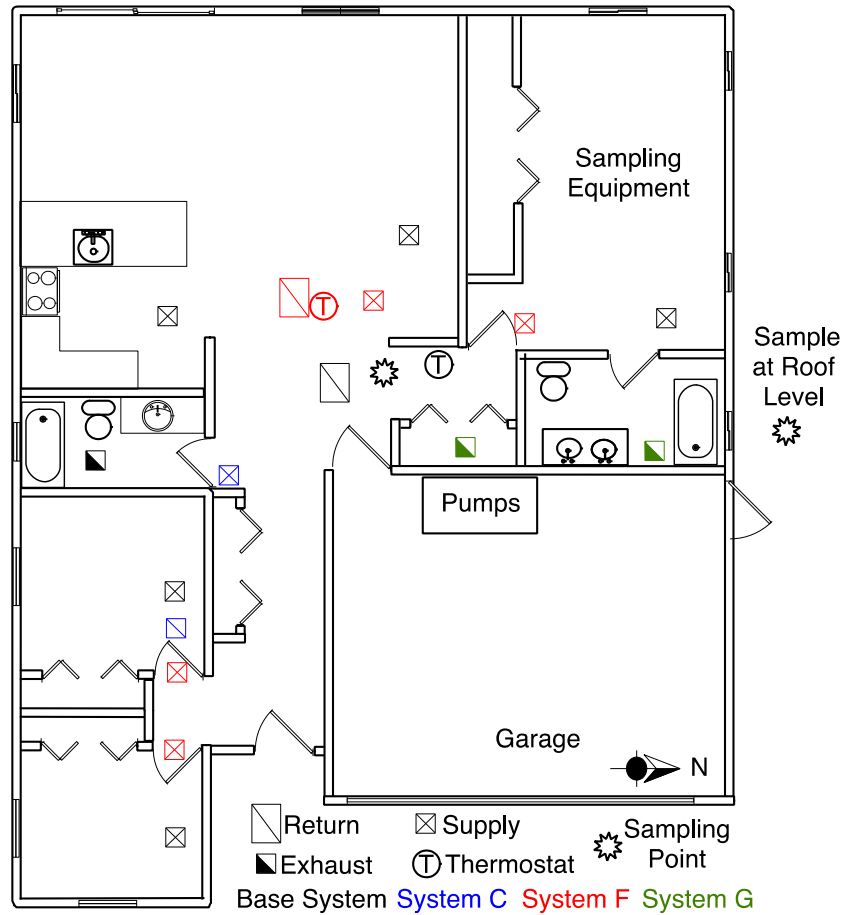 Sampling
Equipment
T
T
Sample
at Roof
Level
Pumps
Garage
N
Return
Supply
Sampling
Point
Exhaust
T
Thermostat
Base System System C System F System G